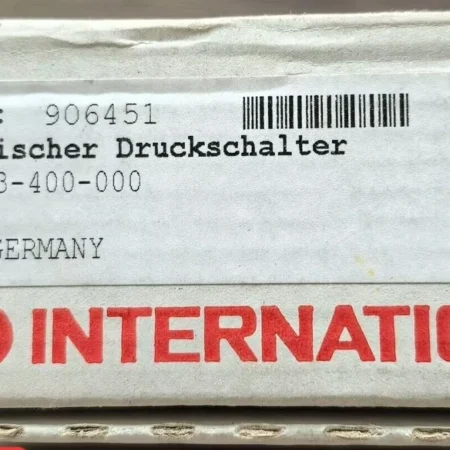 : 906451
ischer Druckschalter
3-400-000
GERMANY
INTERNATIO